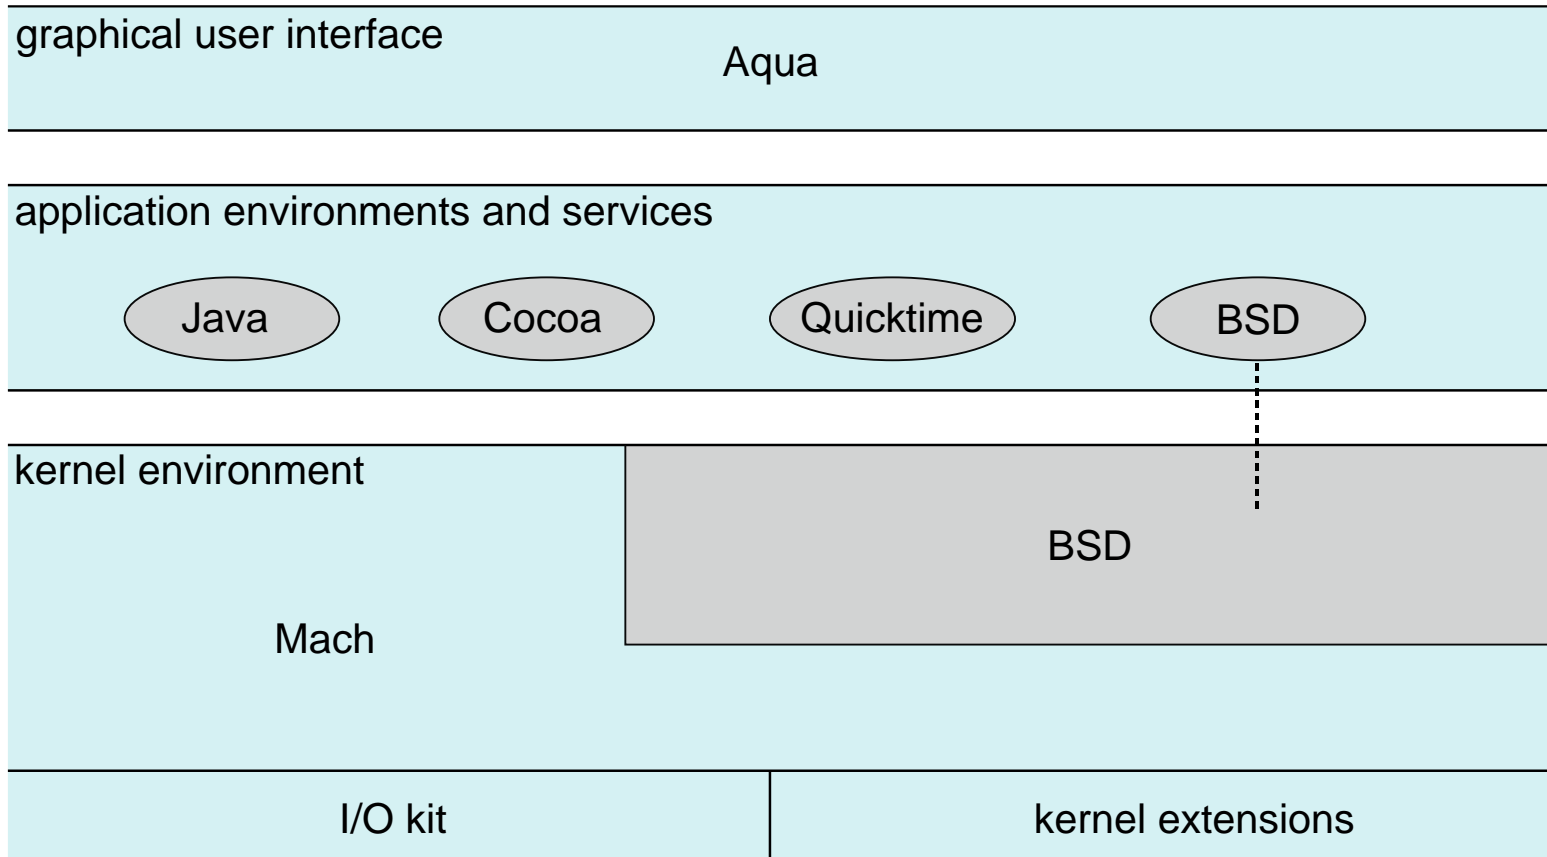 graphical user interface
Aqua
application environments and services
Java
Cocoa
Quicktime
BSD
kernel environment
BSD
Mach
I/O kit
kernel extensions